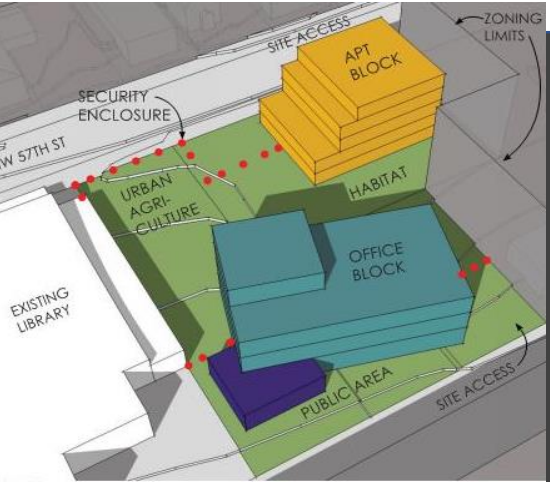 ZONING
LIMITS
SITE ACCESS
APT
BLOCK
SECURITY
ENCLOSURE
W 57TH ST
URBAN
AGRI-
CULTURE
HABITAT
OFFICE
BLOCK
EXISTING
LIBRARY
PUBLIC AREA
SITE ACCESS